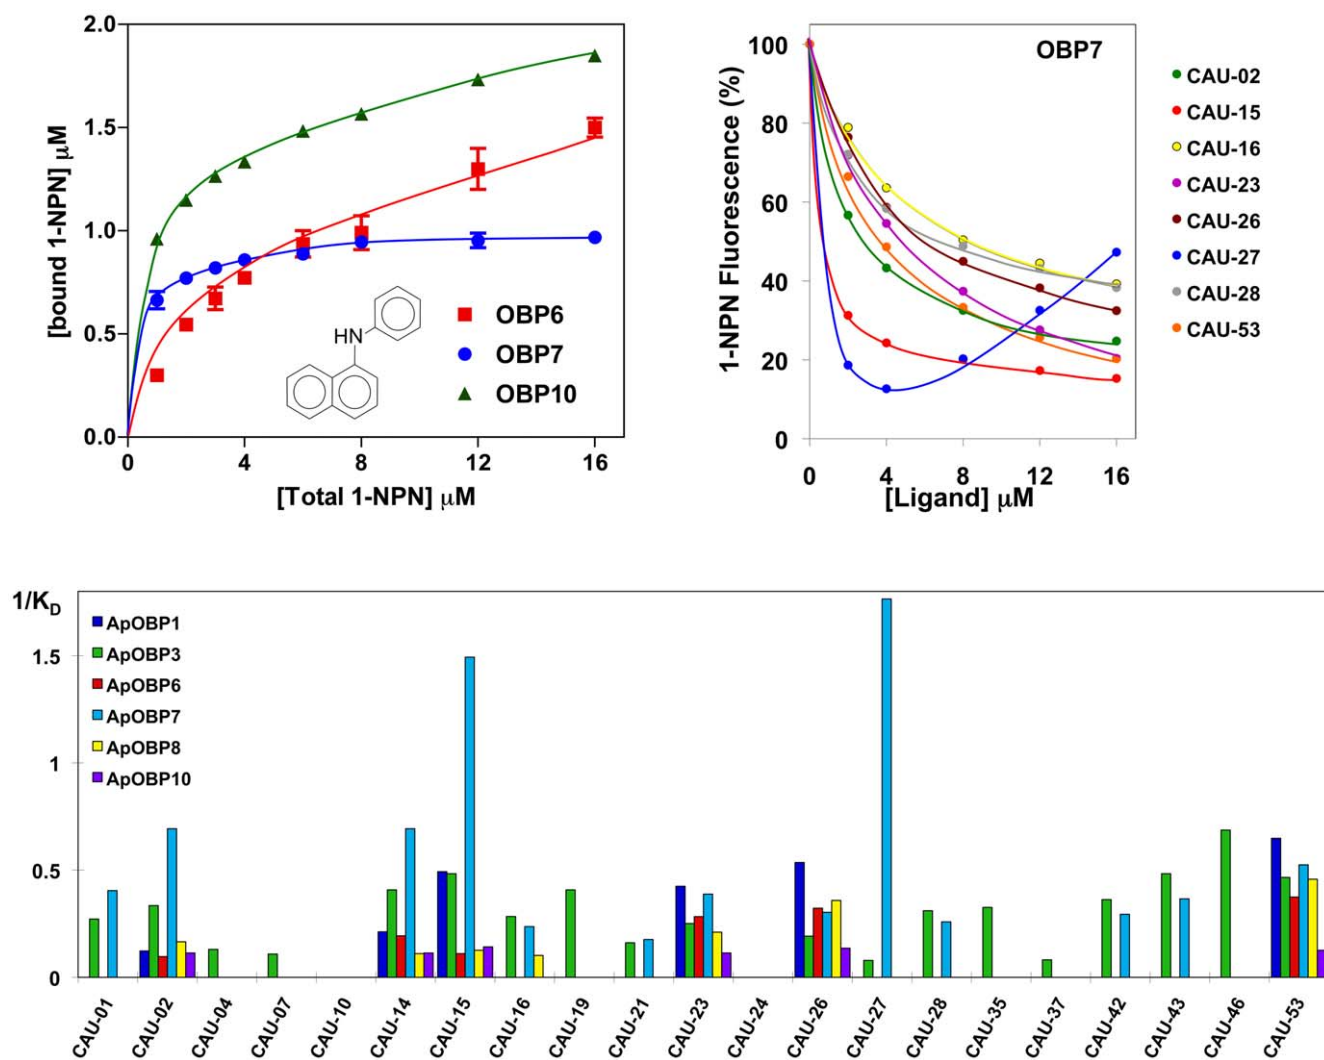 2.0
1.5
1.0
0.5
0.0
[bound 1-NPN] μM
0 4 8 12 16
[Total 1-NPN] μM
HN
OBP6
OBP7
OBP10
100
80
60
40
20
0
1-NPN Fluorescence (%)
OBP7
0 4 8 12 16
[Ligand] μM
CAU-02
CAU-15
CAU-16
CAU-23
CAU-26
CAU-27
CAU-28
CAU-53
1/KD
1.5
1
0.5
0
ApOBP1
ApOBP3
ApOBP6
ApOBP7
ApOBP8
ApOBP10
CAU-01
CAU-02
CAU-04
CAU-07
CAU-10
CAU-14
CAU-15
CAU-16
CAU-19
CAU-21
CAU-23
CAU-24
CAU-26
CAU-27
CAU-28
CAU-35
CAU-37
CAU-42
CAU-43
CAU-46
CAU-53